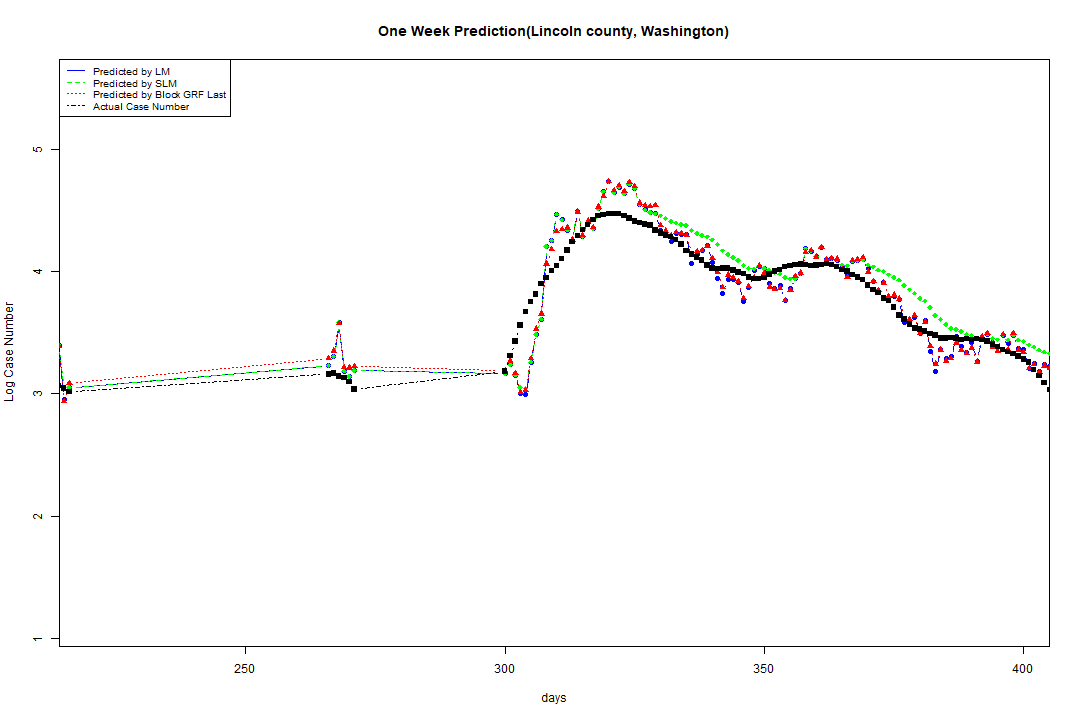 One Week Prediction(Lincoln county, Washington)
Predicted by LM
Predicted by SLM
Predicted by Block GRF Last
Actual Case Number
5
4
3
2
1
Log Case Number
250 300 350 400
days